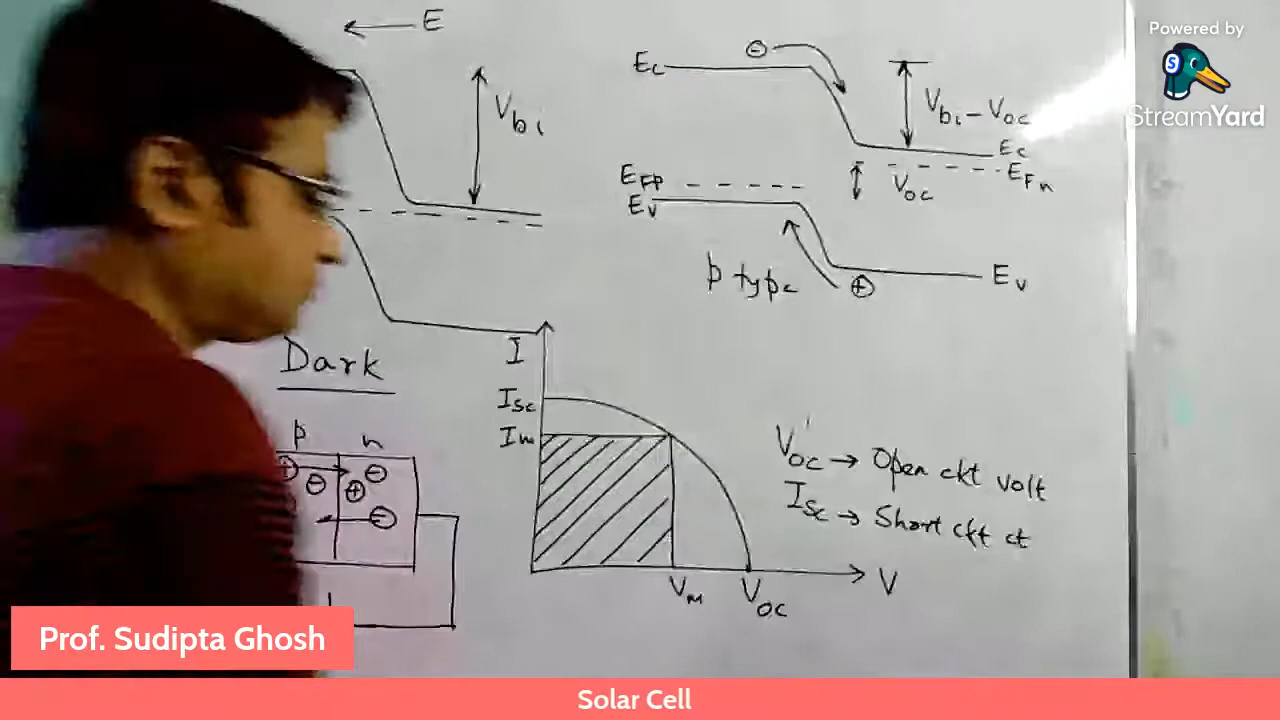 Powered by
StreamYard
E
Vbi
Ec
Vbi - Voc
Ec
EFn
Voc
EFP
Ev
p type
Ev
Dark
p n
I
Isc
Im
Vm Voc
V
Voc → Open ckt volt
Isc → Short ckt ct
Prof. Sudipta Ghosh
Solar Cell